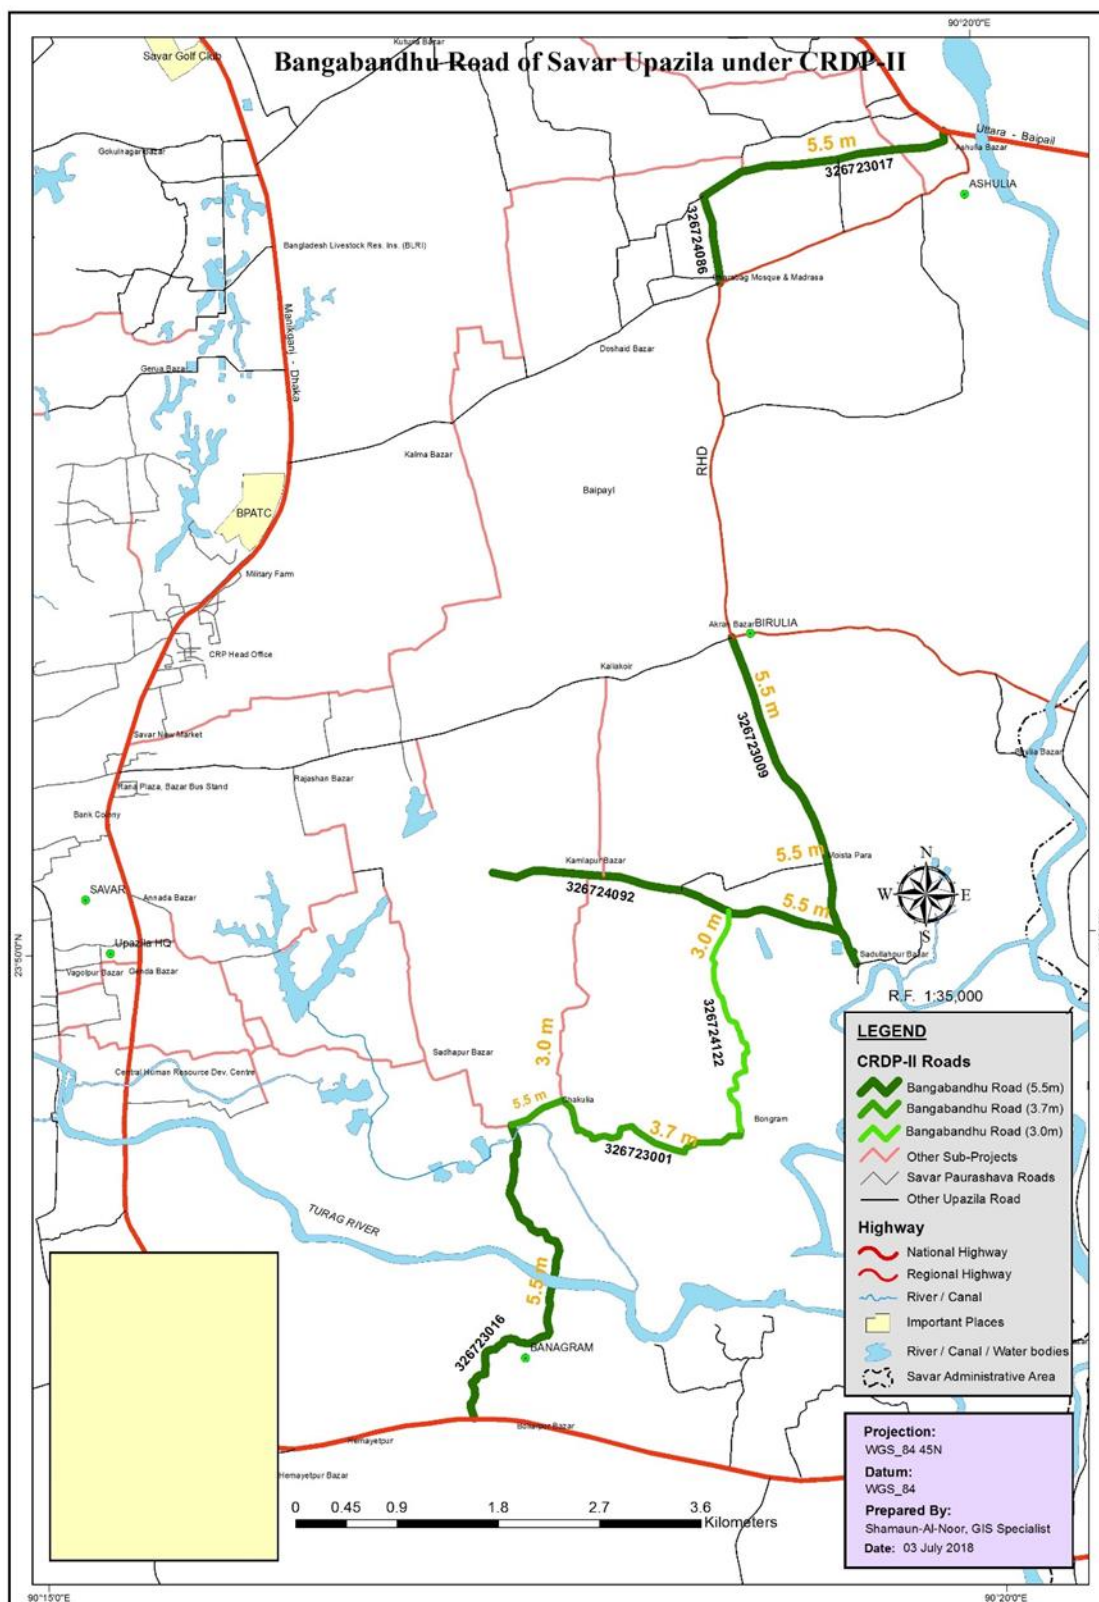 90°20'0"E
Bangabandhu Road of Savar Upazila under CRDP-II
Savar Golf Club
Uttara - Baipail
Ashulia Bazar
5.5 m
326723017
ASHULIA
Gokulnagar Bazar
326724086
Bangladesh Livestock Res. Ins. (BLRI)
Mosque & Madrasa
Manikganj - Dhaka
Doshaid Bazar
Gerua Bazar
Kalma Bazar
RHD
Baipayl
BPATC
Military Farm
Akran Bazar
BIRULIA
CRP Head Office
Kaliakoir
5.5 m
326723009
Savar New Market
Rajashan Bazar
Rana Plaza, Bazar Bus Stand
Bank Colony
5.5 m
Moista Para
Kamlapur Bazar
326724092
SAVAR
Annada Bazar
5.5 m
N
W
E
S
3.0 m
Upazila HQ
Vagolpur Bazar
Genda Bazar
Sadullahpur Bazar
23°50'0"N
R.F. 1:35,000
326724122
3.0 m
Sadhapur Bazar
Central Human Resource Dev. Centre
5.5 m
Chakulia
3.7 m
Bongram
326723001
TURAG RIVER
5.5 m
326723016
BANAGRAM
Hemayetpur
Hemayetpur Bazar
LEGEND
CRDP-II Roads
Bangabandhu Road (5.5m)
Bangabandhu Road (3.7m)
Bangabandhu Road (3.0m)
Other Sub-Projects
Savar Paurashava Roads
Other Upazila Road
Highway
National Highway
Regional Highway
River / Canal
Important Places
River / Canal / Water bodies
Savar Administrative Area
Projection:
WGS_84 45N
Datum:
WGS_84
Prepared By:
Shamaun-Al-Noor, GIS Specialist
Date: 03 July 2018
0 0.45 0.9 1.8 2.7 3.6
Kilometers
90°15'0"E
90°20'0"E